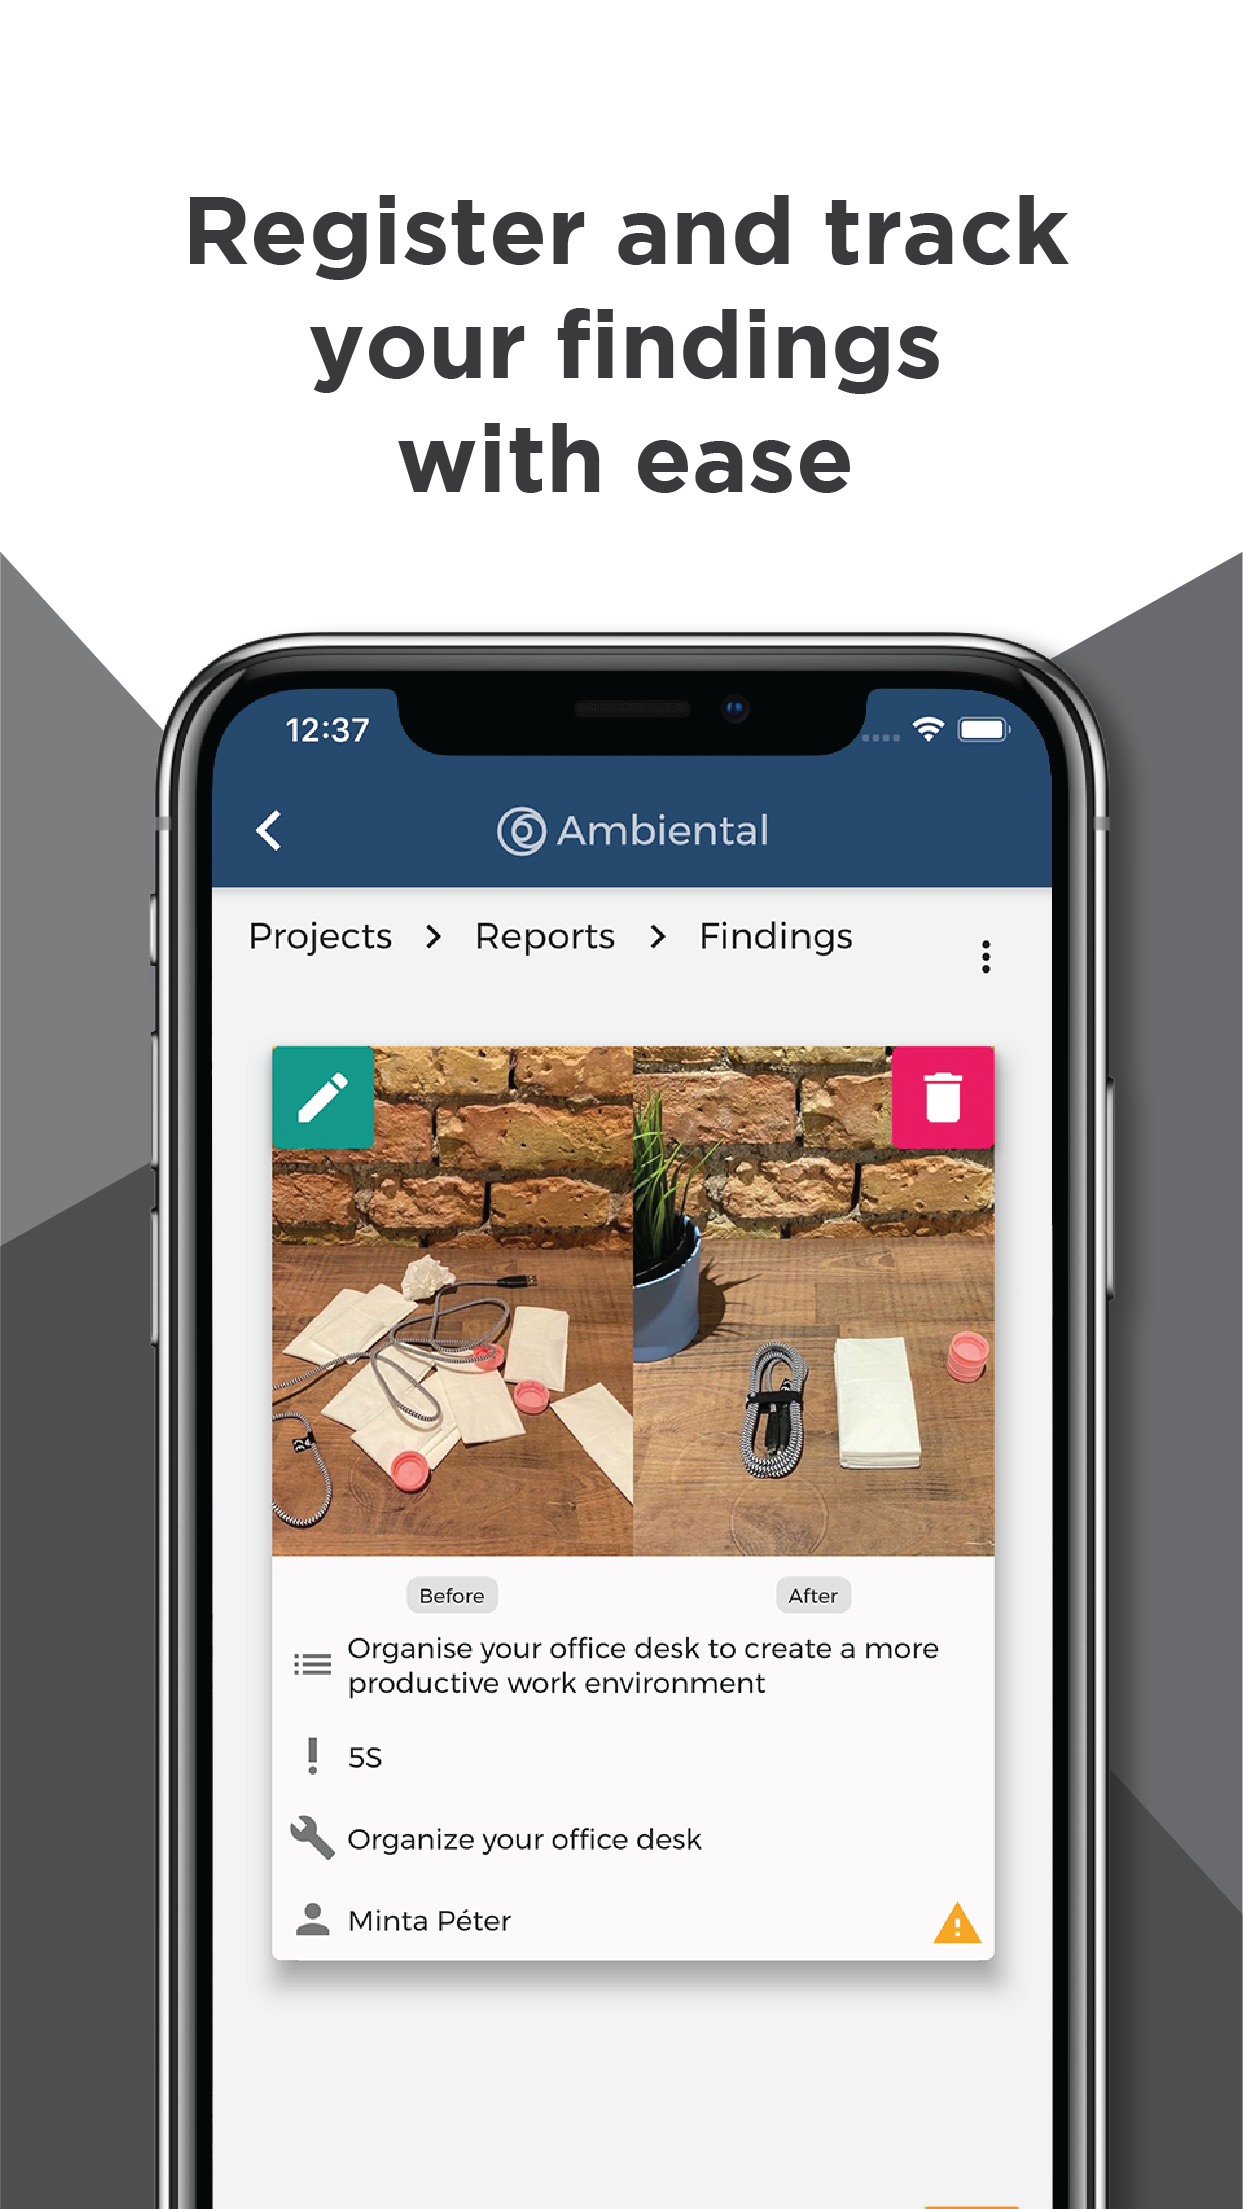 Register and track
your findings
with ease
12:37
Ambiental
Projects > Reports > Findings
Before
After
Organise your office desk to create a more
productive work environment
5S
Organize your office desk
Minta Péter